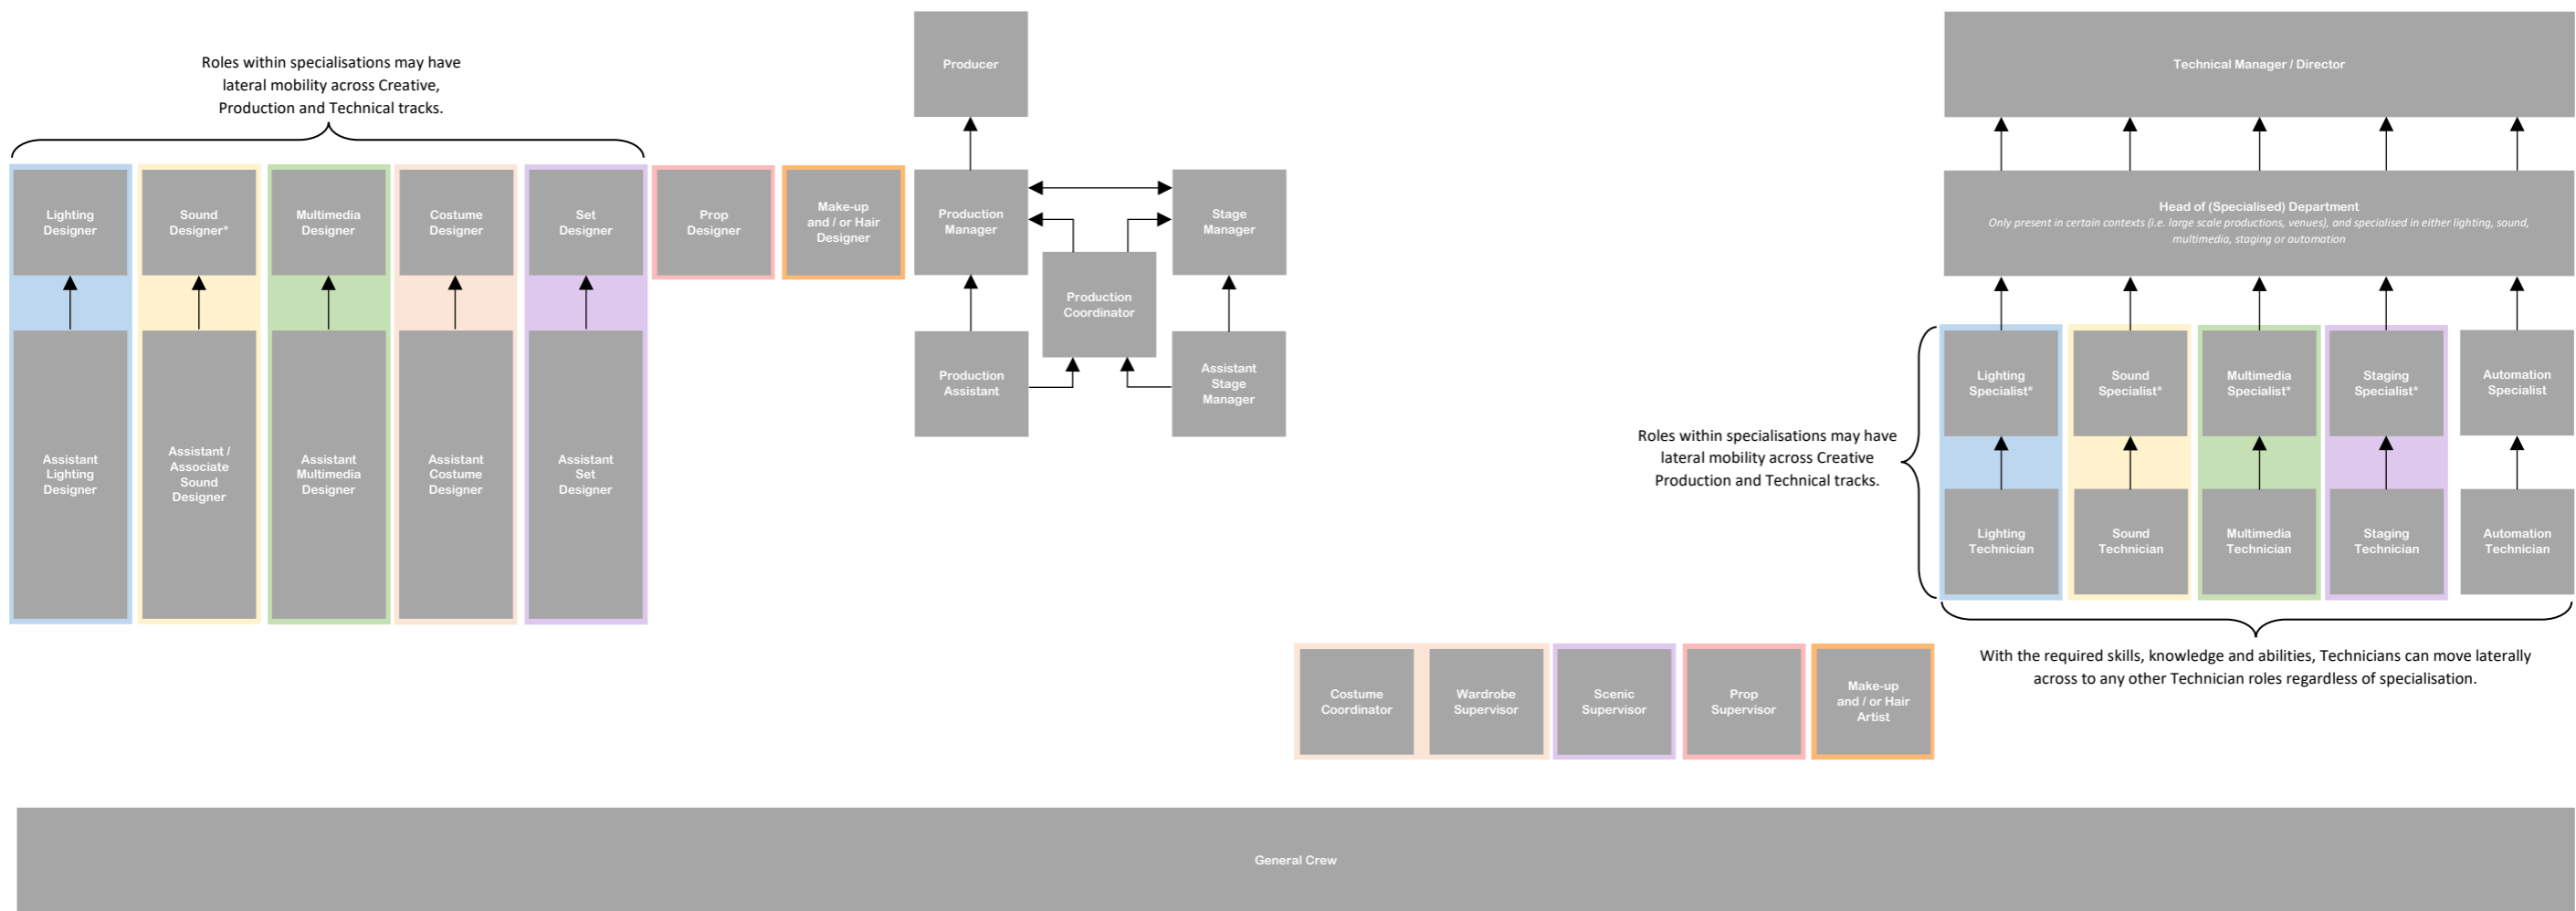 Roles within specialisations may have
lateral mobility across Creative,
Production and Technical tracks.
Producer
Technical Manager / Director
Lighting
Designer
Sound
Designer*
Multimedia
Designer
Costume
Designer
Set
Designer
Prop
Designer
Make-up
and / or Hair
Designer
Production
Manager
Stage
Manager
Head of (Specialised) Department
Only present in certain contexts (i.e. large scale productions, venues), and specialised in either lighting, sound,
multimedia, staging or automation
Production
Coordinator
Assistant
Lighting
Designer
Assistant /
Associate
Sound
Designer
Assistant
Multimedia
Designer
Assistant
Costume
Designer
Assistant
Set
Designer
Production
Assistant
Assistant
Stage
Manager
Roles within specialisations may have
lateral mobility across Creative
Production and Technical tracks.
Lighting
Specialist*
Sound
Specialist*
Multimedia
Specialist*
Staging
Specialist*
Automation
Specialist
Lighting
Technician
Sound
Technician
Multimedia
Technician
Staging
Technician
Automation
Technician
With the required skills, knowledge and abilities, Technicians can move laterally
across to any other Technician roles regardless of specialisation.
Costume
Coordinator
Wardrobe
Supervisor
Scenic
Supervisor
Prop
Supervisor
Make-up
and / or Hair
Artist
General Crew